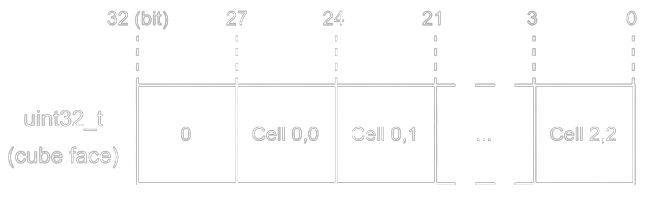 32 (bit) 27 24 21 3 0
uint32_t
(cube face)
0 Cell 0,0 Cell 0,1 ... Cell 2,2